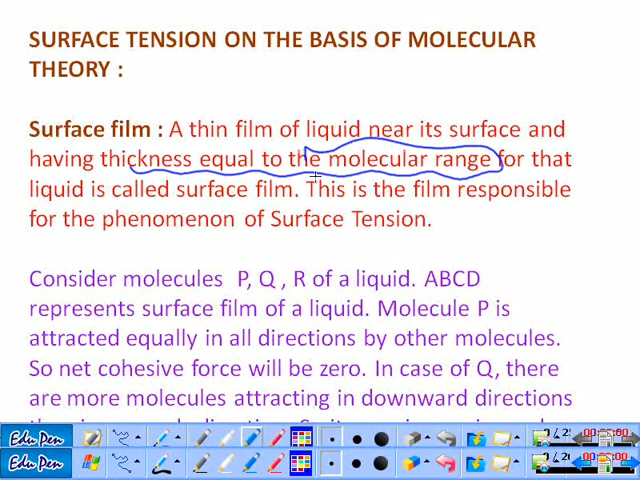 SURFACE TENSION ON THE BASIS OF MOLECULAR
THEORY :
Surface film : A thin film of liquid near its surface and
having thickness equal to the molecular range for that
liquid is called surface film. This is the film responsible
for the phenomenon of Surface Tension.
Consider molecules P, Q , R of a liquid. ABCD
represents surface film of a liquid. Molecule P is
attracted equally in all directions by other molecules.
So net cohesive force will be zero. In case of Q, there
are more molecules attracting in downward directions
Edu Pen
Edu Pen